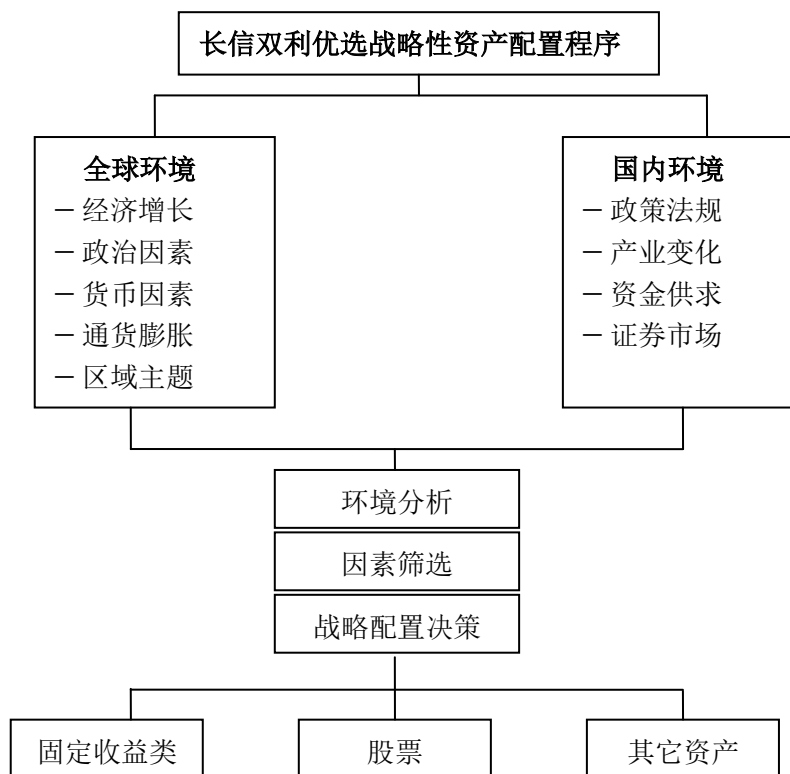 长信双利优选战略性资产配置程序
全球环境
－ 经济增长
－ 政治因素
－ 货币因素
－ 通货膨胀
－ 区域主题
国内环境
－ 政策法规
－ 产业变化
－ 资金供求
－ 证券市场
环境分析
因素筛选
战略配置决策
固定收益类
股票
其它资产